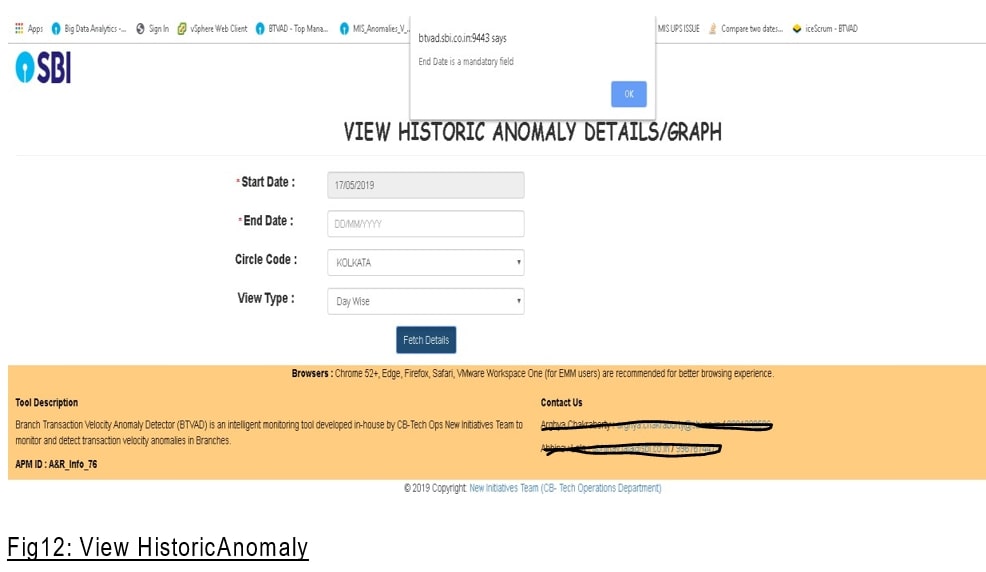 Apps Big Data Analytics -... Sign In vSphere Web Client BTVAD - Top Mana... MIS_Anomalies_V_... MIS UPS ISSUE Compare two dates... iceScrum - BTVAD
btvad.sbi.co.in:9443 says
End Date is a mandatory field
OK
SBI
VIEW HISTORIC ANOMALY DETAILS/GRAPH
*Start Date : 17/05/2019
*End Date : DD/MM/YYYY
Circle Code : KOLKATA
View Type : Day Wise
Fetch Details
Browsers : Chrome 52+, Edge, Firefox, Safari, VMware Workspace One (for EMM users) are recommended for better browsing experience.
Tool Description
Branch Transaction Velocity Anomaly Detector (BTVAD) is an intelligent monitoring tool developed in-house by CB-Tech Ops New Initiatives Team to
monitor and detect transaction velocity anomalies in Branches.
APM ID : A&R_Info_76
Contact Us
© 2019 Copyright: New Initiatives Team (CB- Tech Operations Department)
Fig12: View HistoricAnomaly